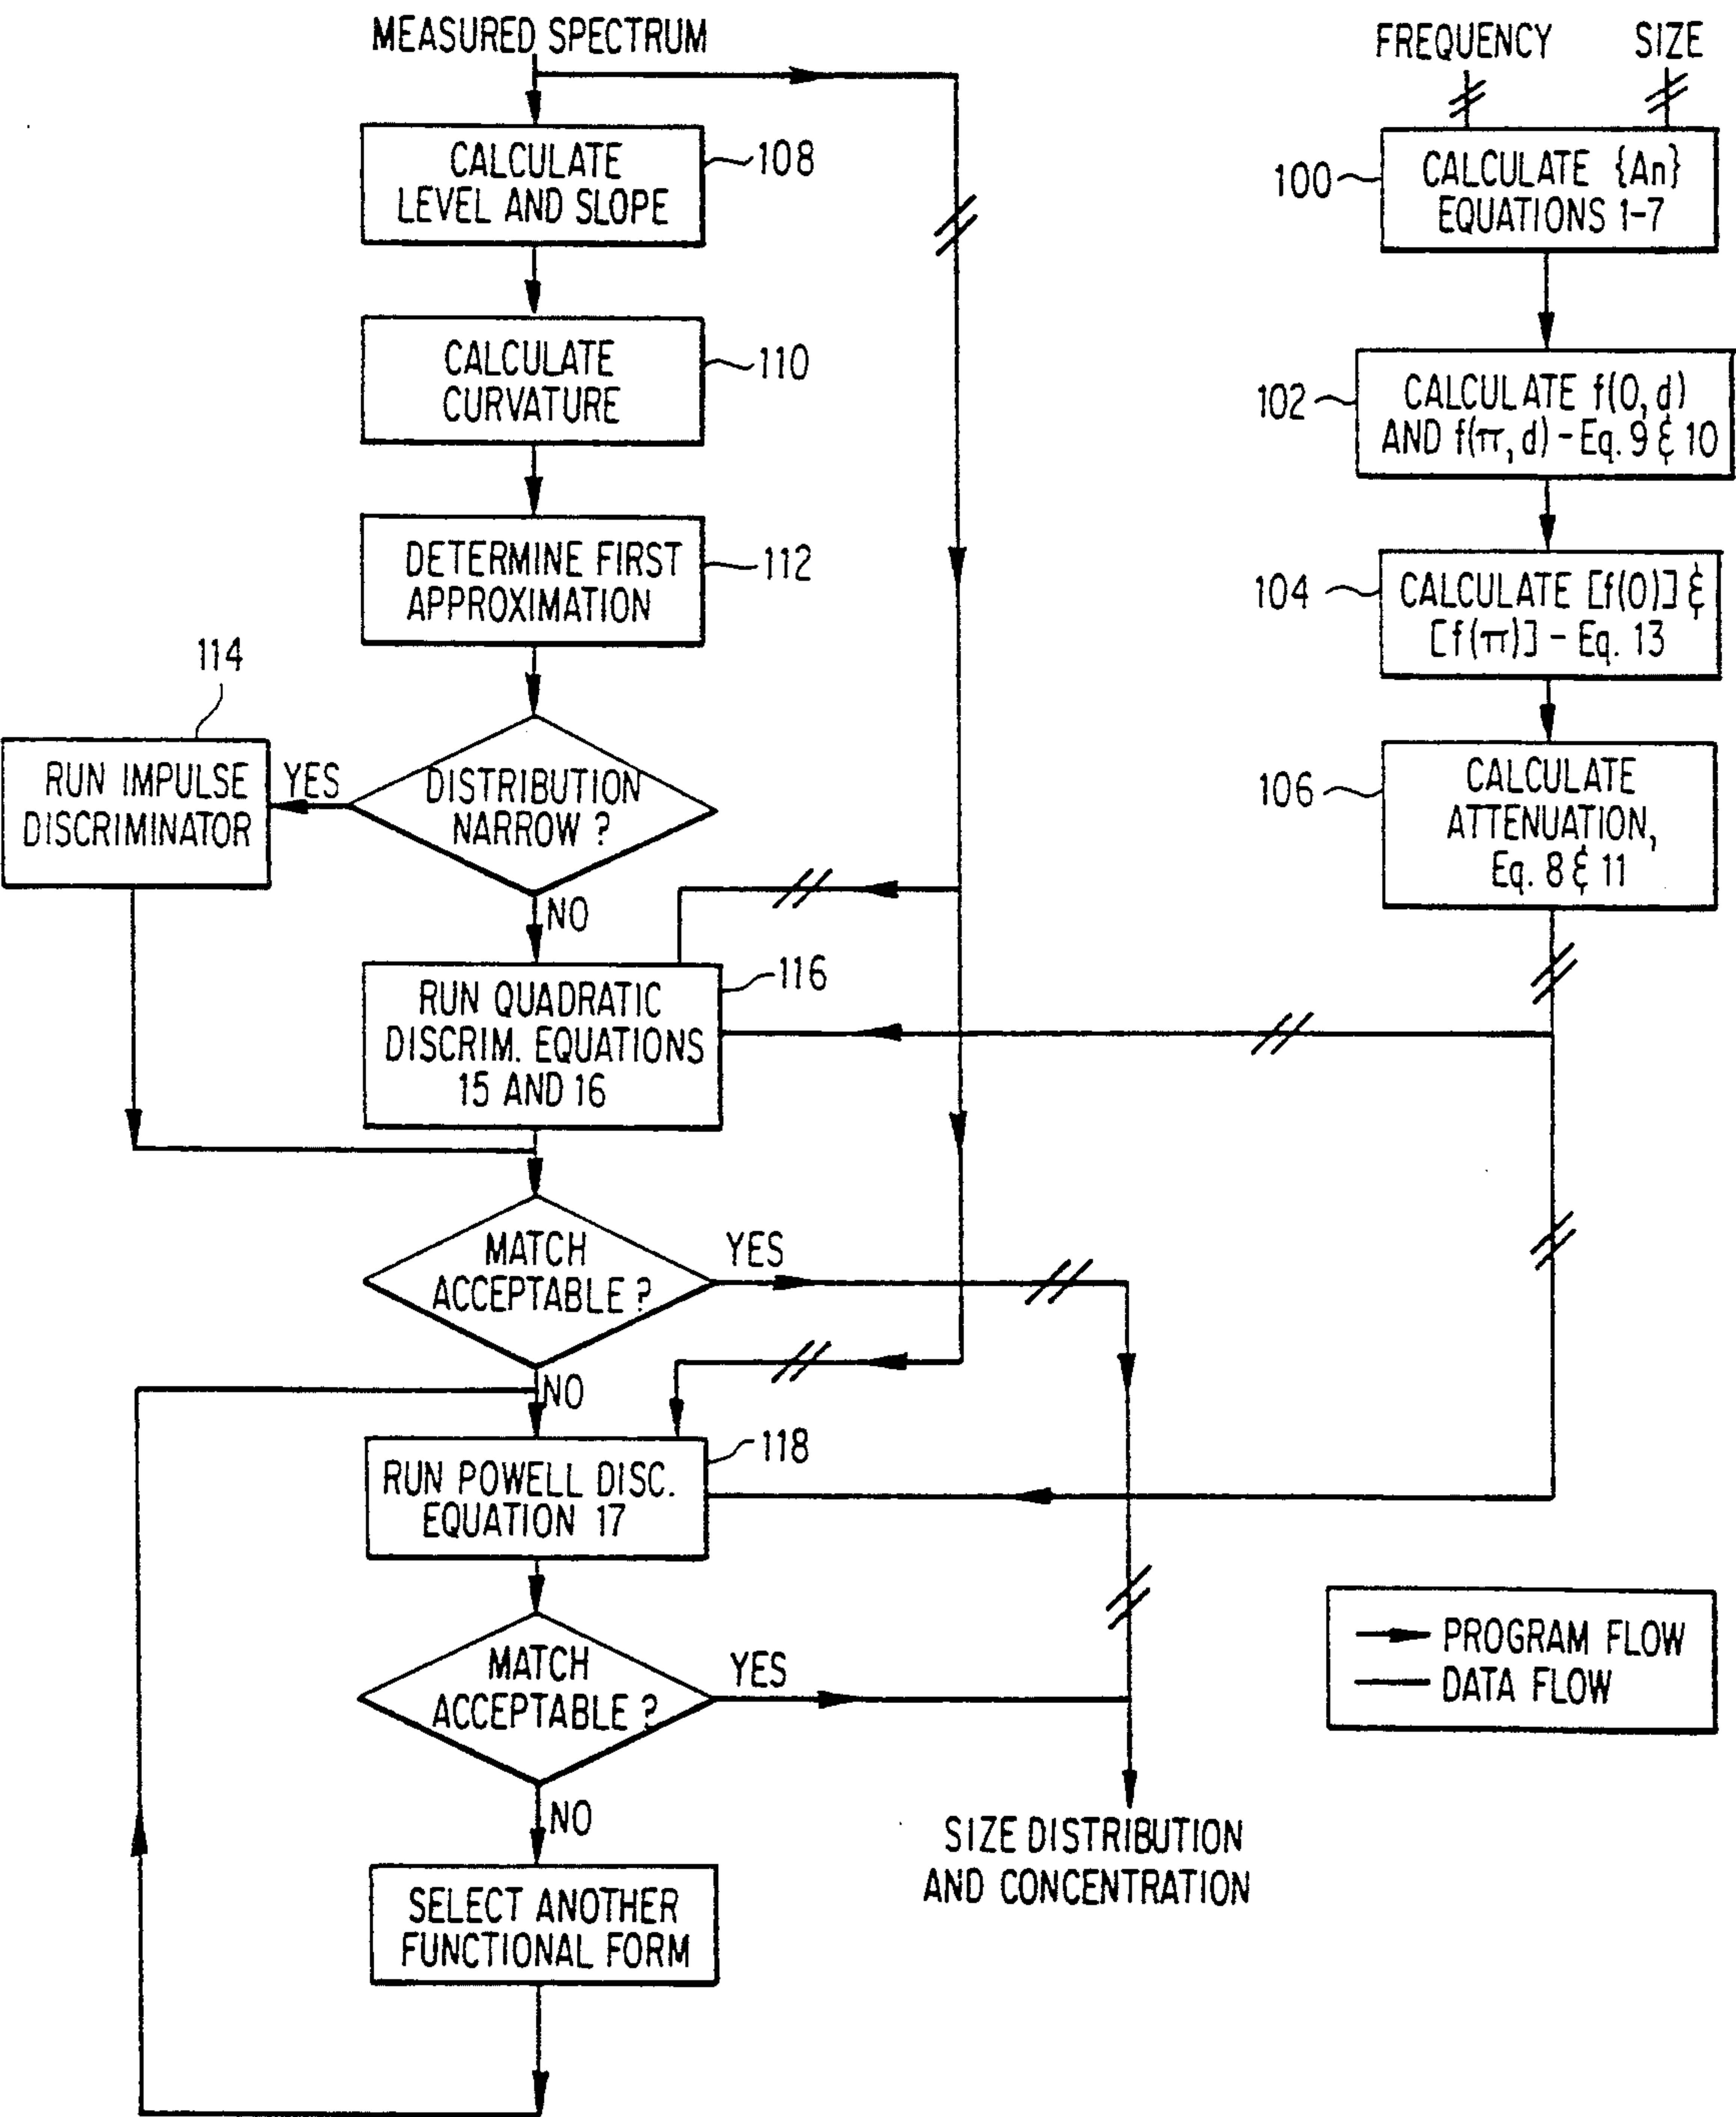 MEASURED SPECTRUM
CALCULATE
LEVEL AND SLOPE
108
CALCULATE
CURVATURE
110
DETERMINE FIRST
APPROXIMATION
112
DISTRIBUTION
NARROW ?
YES
NO
114
RUN IMPULSE
DISCRIMINATOR
RUN QUADRATIC
DISCRIM. EQUATIONS
15 AND 16
116
MATCH
ACCEPTABLE ?
YES
NO
RUN POWELL DISC.
EQUATION 17
118
MATCH
ACCEPTABLE ?
YES
NO
SELECT ANOTHER
FUNCTIONAL FORM
SIZE DISTRIBUTION
AND CONCENTRATION
FREQUENCY
SIZE
100
CALCULATE {An}
EQUATIONS 1-7
102
CALCULATE f(0,d)
AND f(π,d) - Eq. 9 & 10
104
CALCULATE [f(0)] &
[f(π)] - Eq. 13
106
CALCULATE
ATTENUATION,
Eq. 8 & 11
PROGRAM FLOW
DATA FLOW